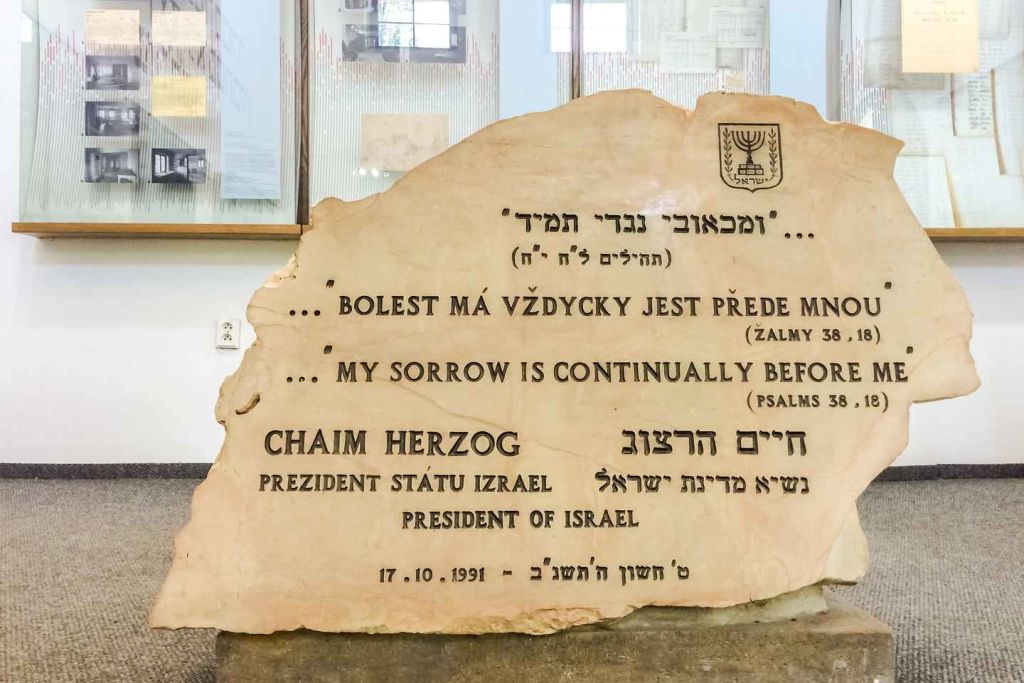 ישראל
..."ומכאובי נגדי תמיד"
(תהילים ל"ח י"ח)
..."BOLEST MÁ VŽDYCKY JEST PŘEDE MNOU"
(ŽALMY 38,18)
..."MY SORROW IS CONTINUALLY BEFORE ME"
(PSALMS 38,18)
CHAIM HERZOG חיים הרצוג
PREZIDENT STÁTU IZRAEL נשיא מדינת ישראל
PRESIDENT OF ISRAEL
17.10.1991 - ט' חשון ה'תשנ"ב